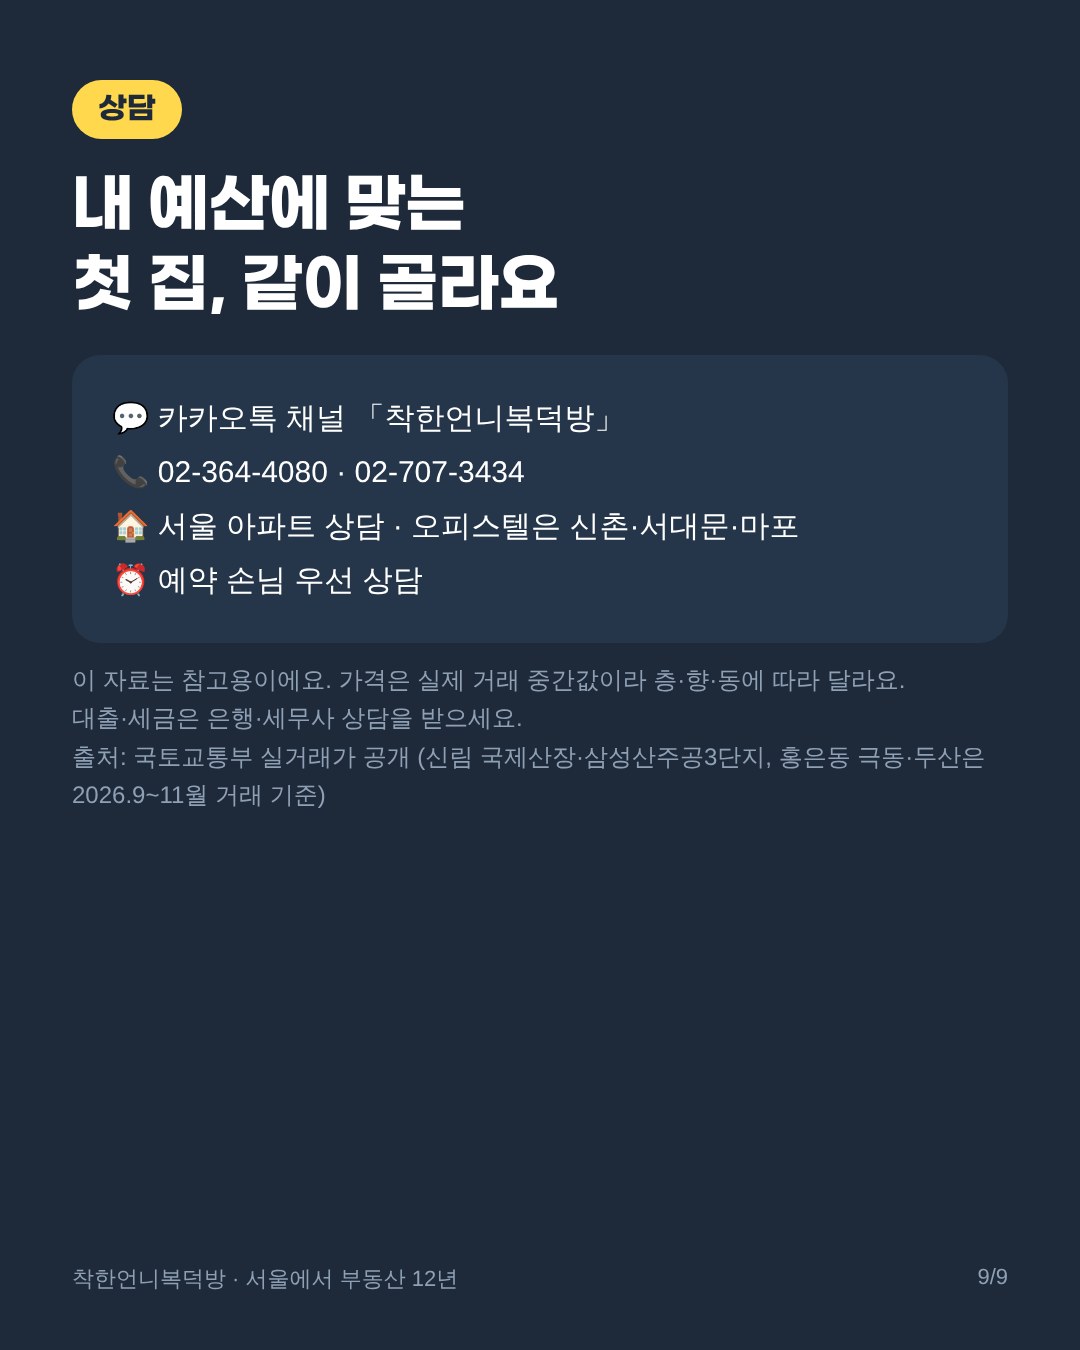 상담
내 예산에 맞는
첫 집, 같이 골라요
💬 카카오톡 채널 「착한언니복덕방」
📞 02-364-4080 · 02-707-3434
🏠 서울 아파트 상담 · 오피스텔은 신촌·서대문·마포
⏰ 예약 손님 우선 상담
이 자료는 참고용이에요. 가격은 실제 거래 중간값이라 층·향·동에 따라 달라요.
대출·세금은 은행·세무사 상담을 받으세요.
출처: 국토교통부 실거래가 공개 (신림 국제산장·삼성산주공3단지, 홍은동 극동·두산은
2026.9~11월 거래 기준)
착한언니복덕방 · 서울에서 부동산 12년
9/9